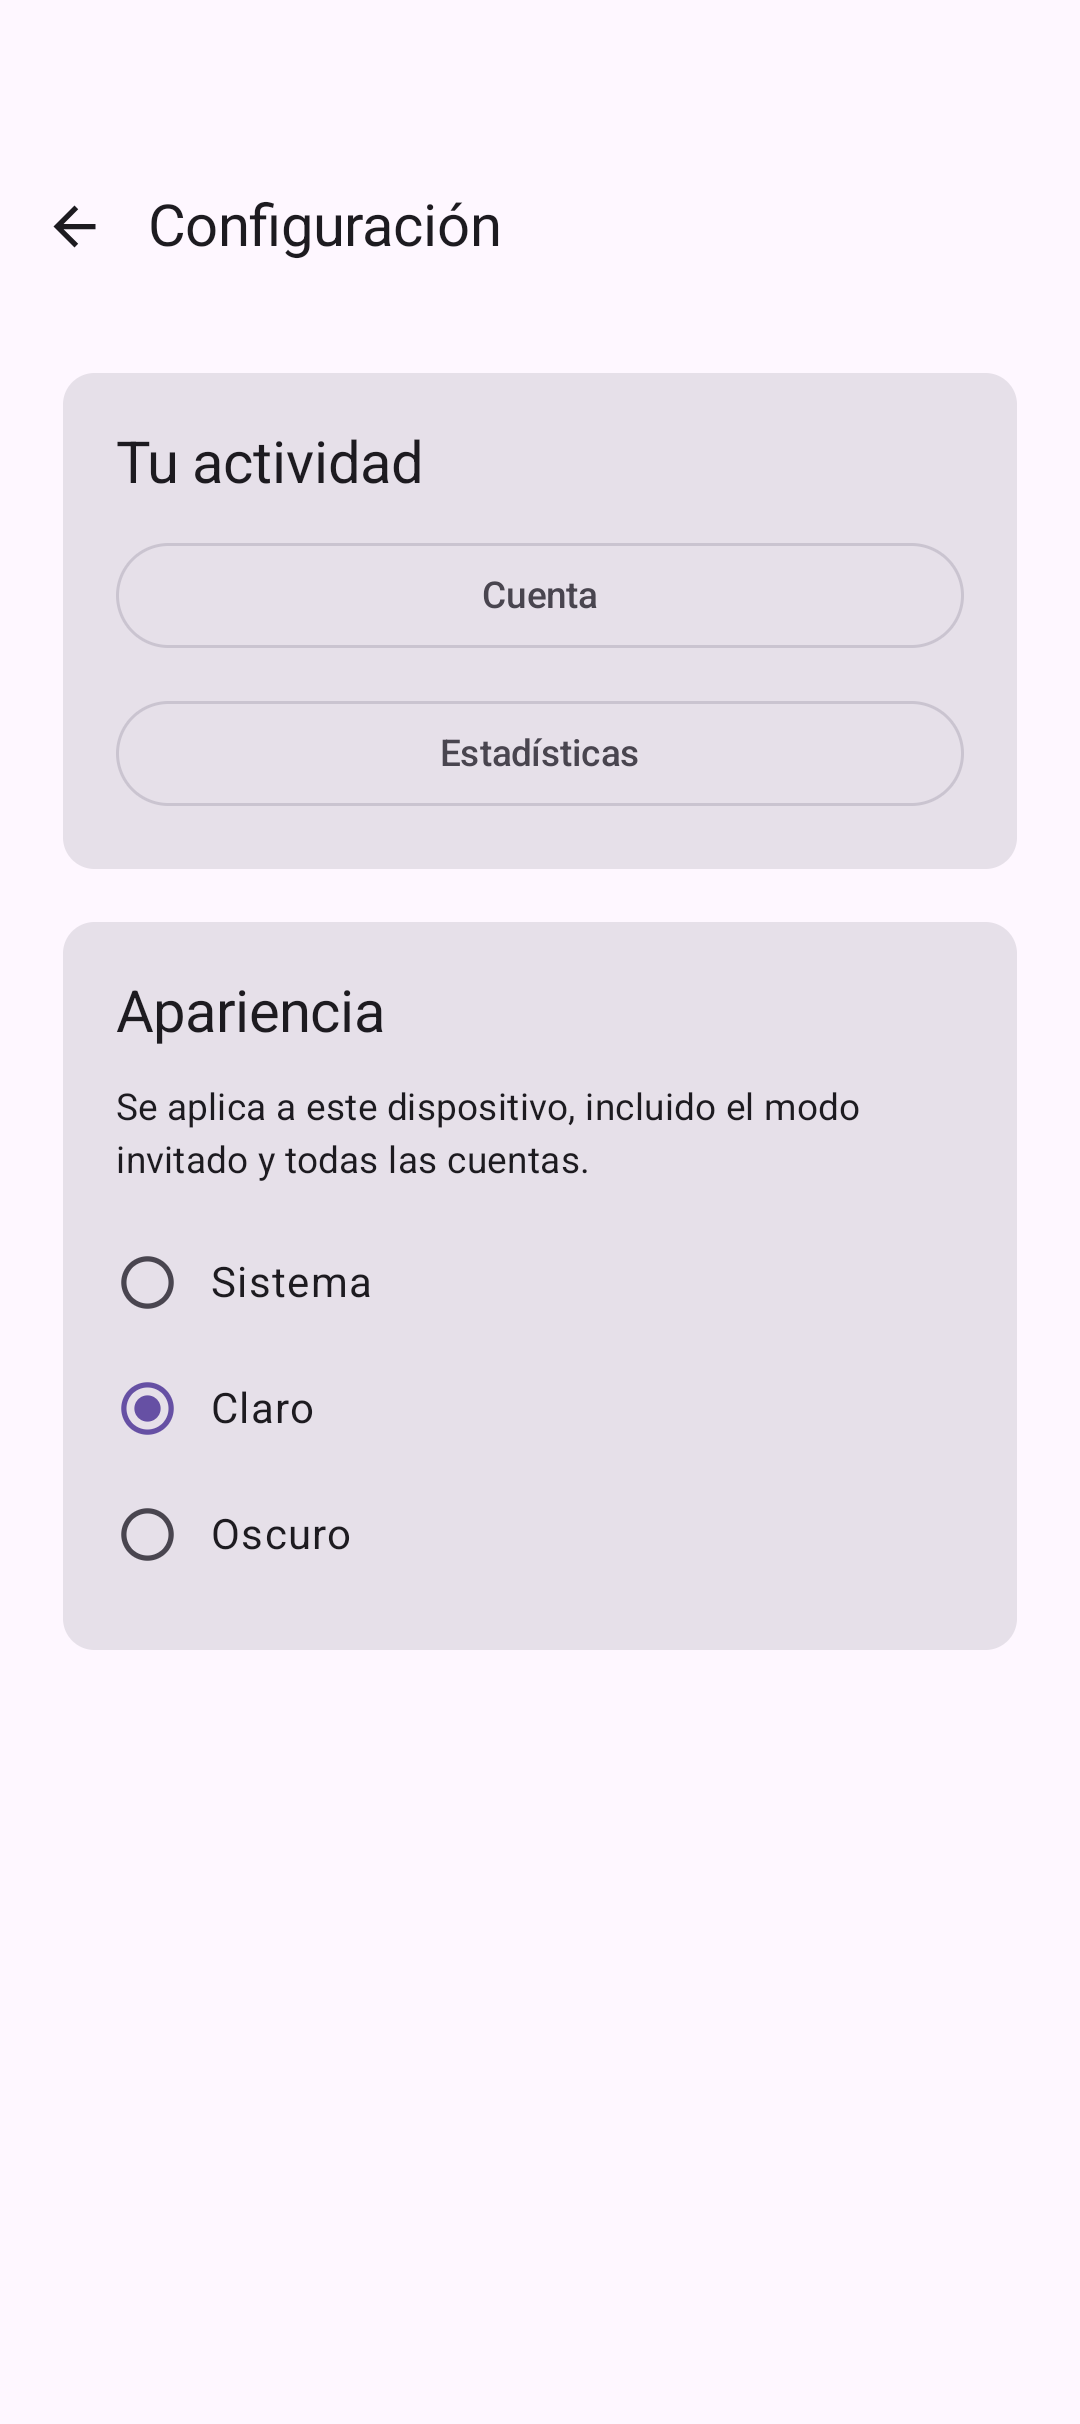 Configuración
Tu actividad
Cuenta
Estadísticas
Apariencia
Se aplica a este dispositivo, incluido el modo
invitado y todas las cuentas.
Sistema
Claro
Oscuro